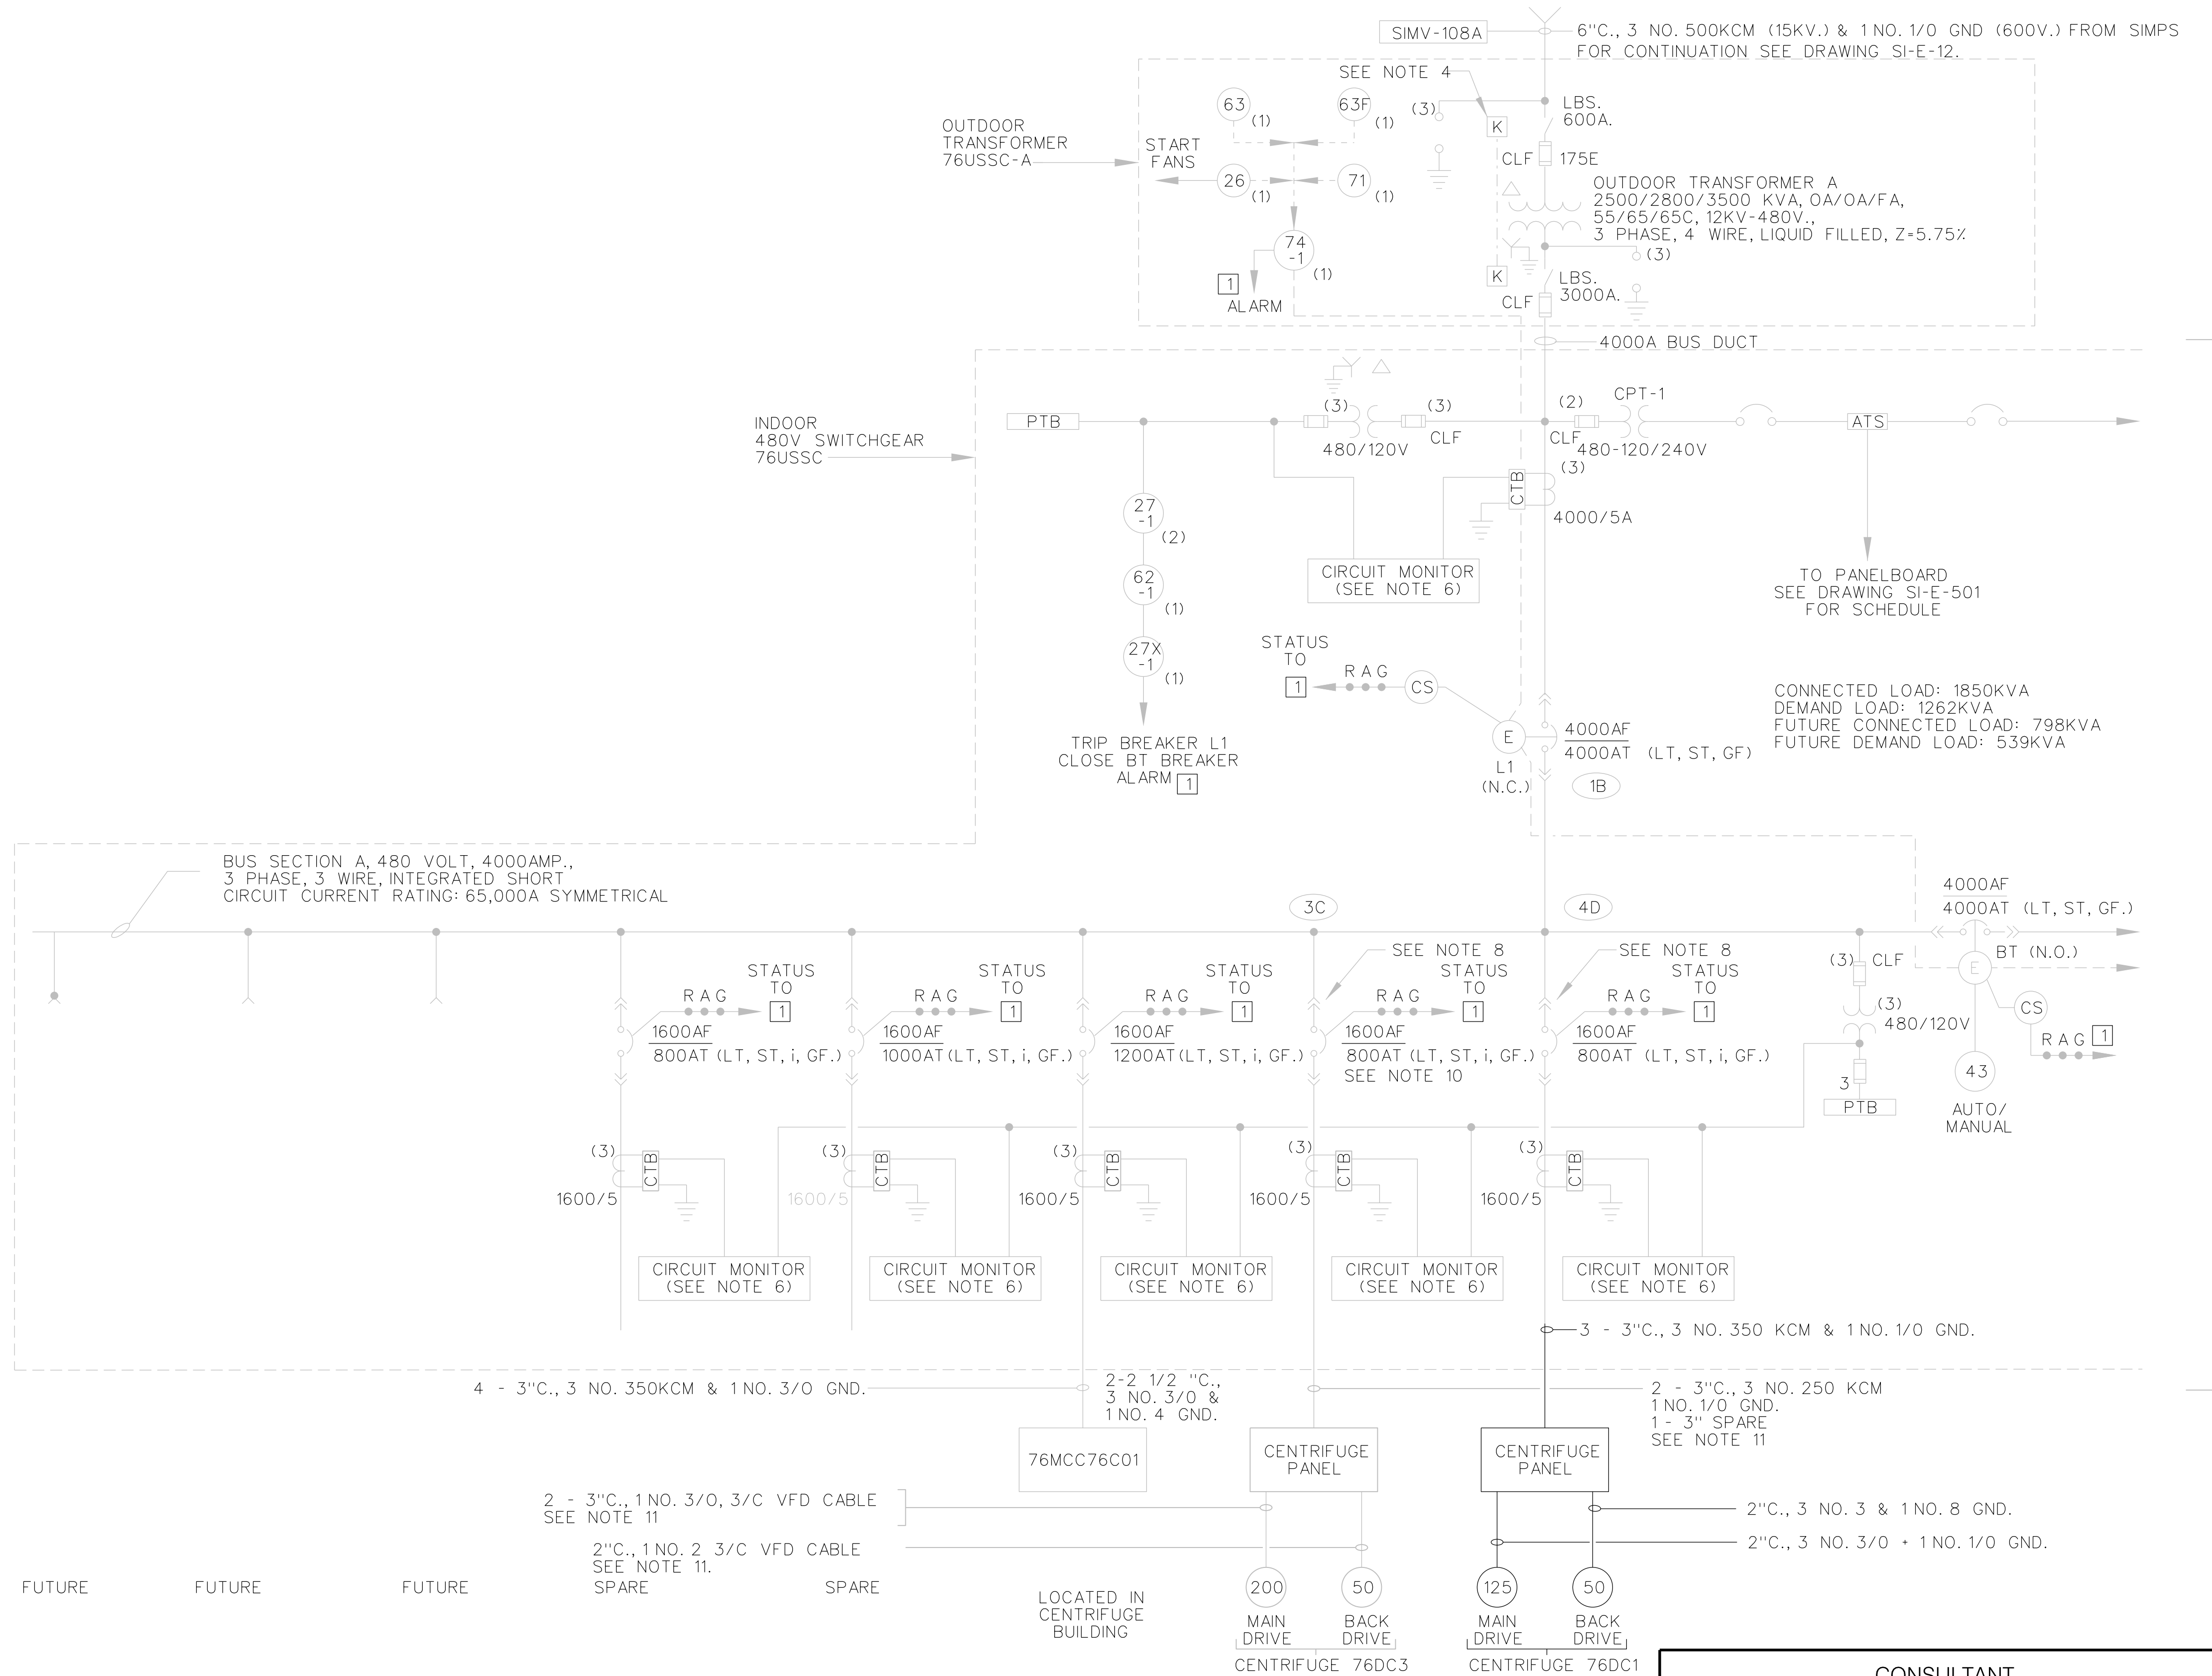 SIMV-108A
6"C., 3 NO. 500KCM (15KV.) & 1 NO. 1/0 GND (600V.) FROM SIMPS
FOR CONTINUATION SEE DRAWING SI-E-12.
SEE NOTE 4
OUTDOOR
TRANSFORMER
76USSC-A
START
FANS
63
(1)
63F
(1)
26
(1)
71
(1)
74
-1
(1)
1
ALARM
(3)
K
LBS.
600A.
CLF
175E
OUTDOOR TRANSFORMER A
2500/2800/3500 KVA, OA/OA/FA,
55/65/65C, 12KV-480V.,
3 PHASE, 4 WIRE, LIQUID FILLED, Z=5.75%
(3)
K
LBS.
3000A.
CLF
4000A BUS DUCT
INDOOR
480V SWITCHGEAR
76USSC
PTB
(3)
480/120V
(3)
CLF
(2)
CLF
CPT-1
480-120/240V
ATS
(3)
CTB
4000/5A
27
-1
(2)
62
-1
(1)
27X
-1
(1)
TRIP BREAKER L1
CLOSE BT BREAKER
ALARM 1
CIRCUIT MONITOR
(SEE NOTE 6)
TO PANELBOARD
SEE DRAWING SI-E-501
FOR SCHEDULE
STATUS
TO
1
R A G
CS
E
L1
(N.C.)
4000AF
4000AT (LT, ST, GF)
1B
CONNECTED LOAD: 1850KVA
DEMAND LOAD: 1262KVA
FUTURE CONNECTED LOAD: 798KVA
FUTURE DEMAND LOAD: 539KVA
BUS SECTION A, 480 VOLT, 4000AMP.,
3 PHASE, 3 WIRE, INTEGRATED SHORT
CIRCUIT CURRENT RATING: 65,000A SYMMETRICAL
3C
4D
4000AF
4000AT (LT, ST, GF.)
BT (N.O.)
E
CS
R A G 1
43
AUTO/
MANUAL
(3) CLF
(3)
480/120V
3
PTB
STATUS
TO
1
R A G
1600AF
800AT (LT, ST, i, GF.)
STATUS
TO
1
R A G
1600AF
1000AT (LT, ST, i, GF.)
STATUS
TO
1
R A G
1600AF
1200AT (LT, ST, i, GF.)
SEE NOTE 8
STATUS
TO
1
R A G
1600AF
800AT (LT, ST, i, GF.)
SEE NOTE 10
SEE NOTE 8
STATUS
TO
1
R A G
1600AF
800AT (LT, ST, i, GF.)
(3)
CTB
1600/5
(3)
CTB
1600/5
(3)
CTB
1600/5
(3)
CTB
1600/5
(3)
CTB
1600/5
CIRCUIT MONITOR
(SEE NOTE 6)
CIRCUIT MONITOR
(SEE NOTE 6)
CIRCUIT MONITOR
(SEE NOTE 6)
CIRCUIT MONITOR
(SEE NOTE 6)
CIRCUIT MONITOR
(SEE NOTE 6)
3 - 3"C., 3 NO. 350 KCM & 1 NO. 1/0 GND.
4 - 3"C., 3 NO. 350KCM & 1 NO. 3/0 GND.
2-2 1/2 "C.,
3 NO. 3/0 &
1 NO. 4 GND.
2 - 3"C., 3 NO. 250 KCM
1 NO. 1/0 GND.
1 - 3" SPARE
SEE NOTE 11
76MCC76C01
CENTRIFUGE
PANEL
CENTRIFUGE
PANEL
2 - 3"C., 1 NO. 3/0, 3/C VFD CABLE
SEE NOTE 11
2"C., 1 NO. 2 3/C VFD CABLE
SEE NOTE 11.
2"C., 3 NO. 3 & 1 NO. 8 GND.
2"C., 3 NO. 3/0 + 1 NO. 1/0 GND.
FUTURE
FUTURE
FUTURE
SPARE
SPARE
LOCATED IN
CENTRIFUGE
BUILDING
200
MAIN
DRIVE
50
BACK
DRIVE
CENTRIFUGE 76DC3
125
MAIN
DRIVE
50
BACK
DRIVE
CENTRIFUGE 76DC1
CONSULTANT